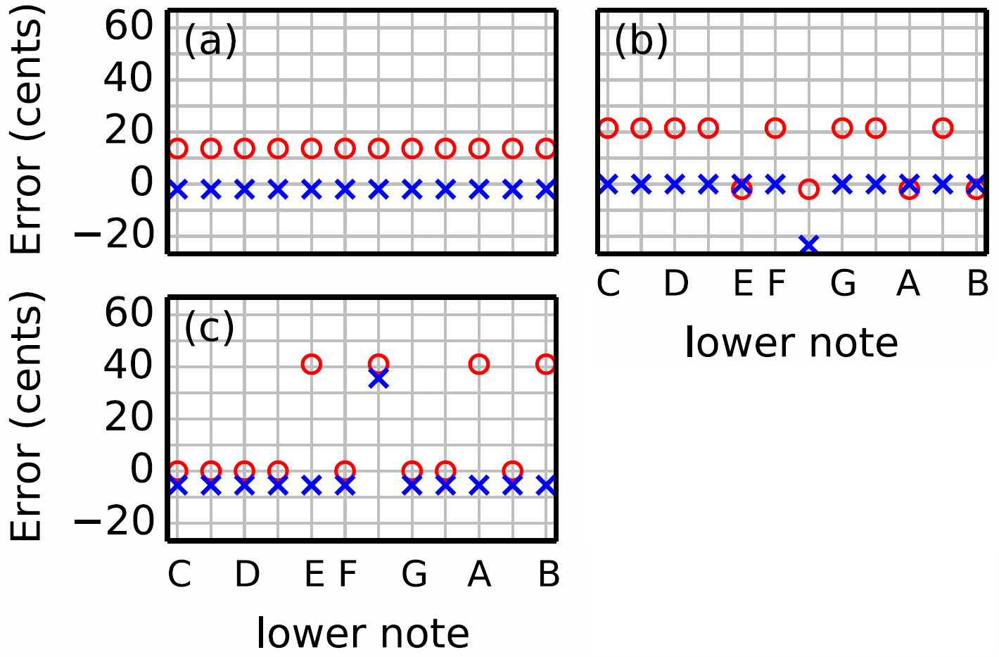 Error (cents)
60
40
20
0
−20
(a)
(b)
C D E F G A B
lower note
Error (cents)
60
40
20
0
−20
(c)
C D E F G A B
lower note